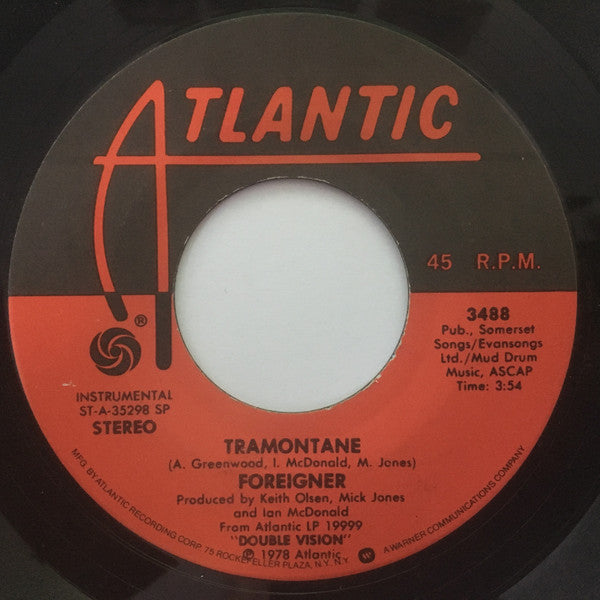 ATLANTIC
45 R.P.M.
®
3488
Pub., Somerset
Songs/Evansongs
Ltd./Mud Drum
Music, ASCAP
Time: 3:54
INSTRUMENTAL
ST-A-35298 SP
STEREO
TRAMONTANE
(A. Greenwood, I. McDonald, M. Jones)
FOREIGNER
Produced by Keith Olsen, Mick Jones
and Ian McDonald
From Atlantic LP 19999
"DOUBLE VISION"
℗ 1978 Atlantic
MFG. BY ATLANTIC RECORDING CORP. 75 ROCKEFELLER PLAZA, N.Y., N.Y. A WARNER COMMUNICATIONS COMPANY